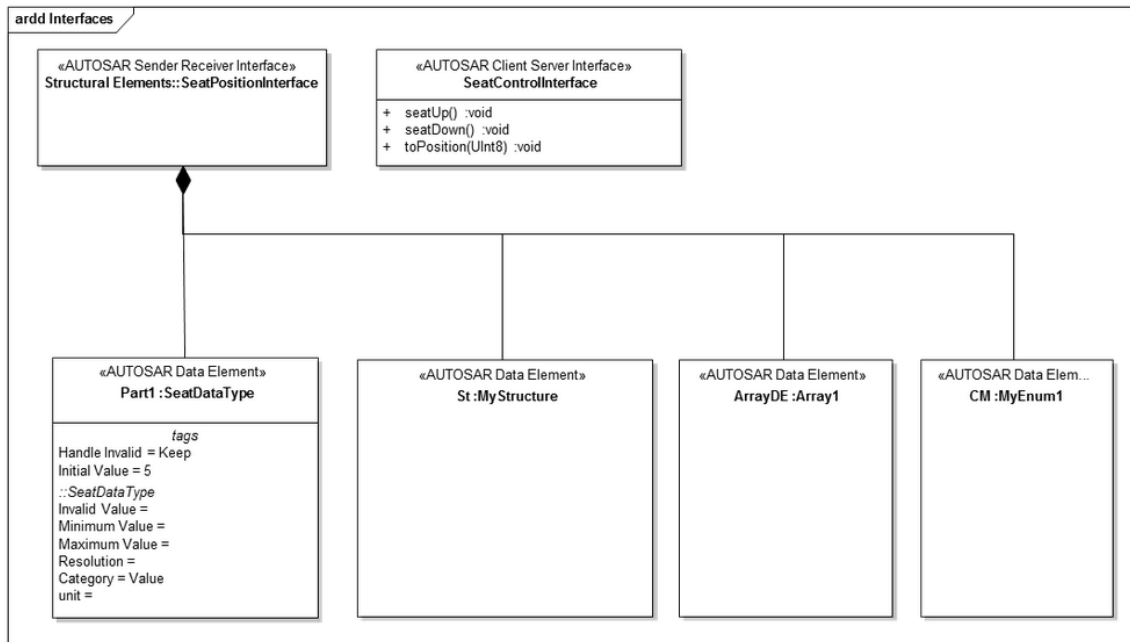 ardd Interfaces
«AUTOSAR Sender Receiver Interface»
Structural Elements::SeatPositionInterface
«AUTOSAR Client Server Interface»
SeatControlInterface
+ seatUp() :void
+ seatDown() :void
+ toPosition(UInt8) :void
«AUTOSAR Data Element»
Part1 :SeatDataType
tags
Handle Invalid = Keep
Initial Value = 5
::SeatDataType
Invalid Value =
Minimum Value =
Maximum Value =
Resolution =
Category = Value
unit =
«AUTOSAR Data Element»
St :MyStructure
«AUTOSAR Data Element»
ArrayDE :Array1
«AUTOSAR Data Elem...
CM :MyEnum1